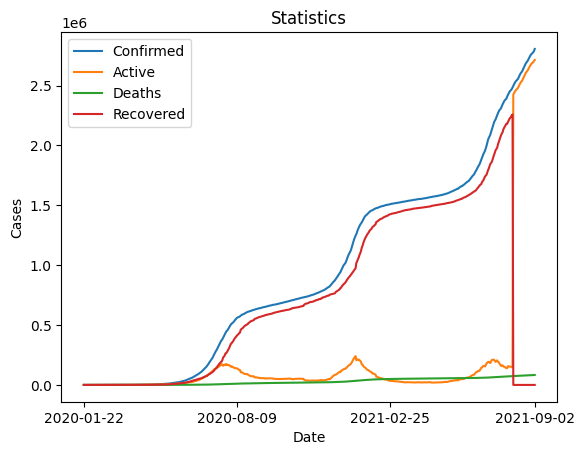 Statistics
1e6
Confirmed
Active
Deaths
Recovered
2.5
2.0
1.5
1.0
0.5
0.0
Cases
2020-01-22 2020-08-09 2021-02-25 2021-09-02
Date